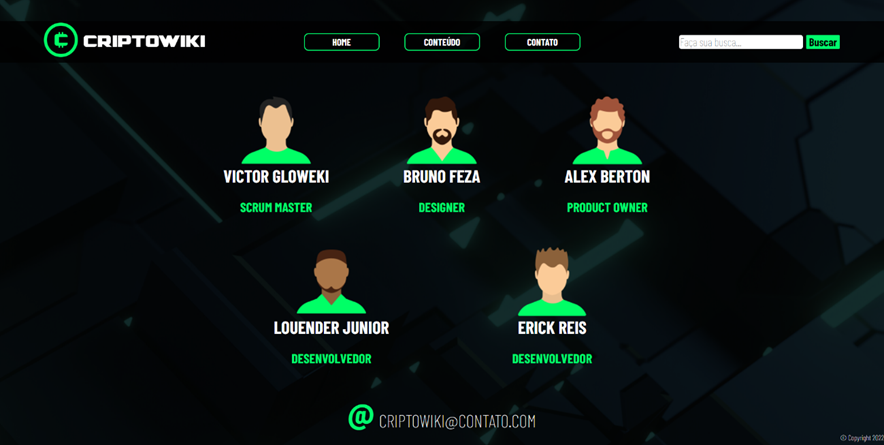 CRIPTOWIKI
HOME CONTEÚDO CONTATO
Faça sua busca... Buscar
VICTOR GLOWEKI BRUNO FEZA ALEX BERTON
SCRUM MASTER DESIGNER PRODUCT OWNER
LOUENDER JUNIOR ERICK REIS
DESENVOLVEDOR DESENVOLVEDOR
@ CRIPTOWIKI@CONTATO.COM
© Copyright 2022